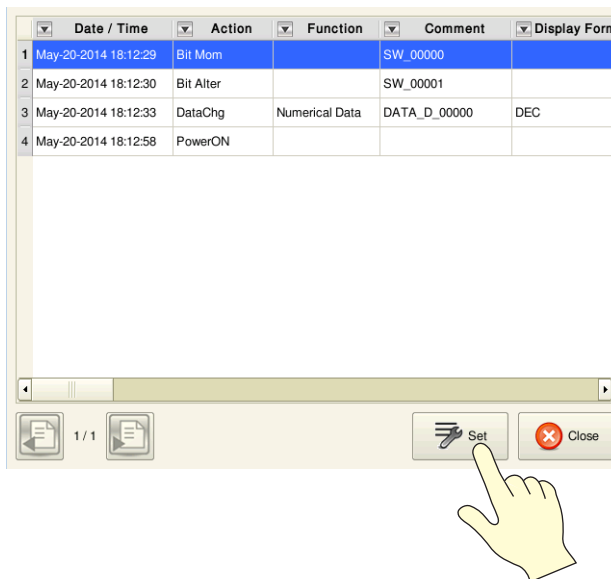 Date / Time Action Function Comment Display Form
1 May-20-2014 18:12:29 Bit Mom SW_00000
2 May-20-2014 18:12:30 Bit Alter SW_00001
3 May-20-2014 18:12:33 DataChg Numerical Data DATA_D_00000 DEC
4 May-20-2014 18:12:58 PowerON
1 / 1 Set Close